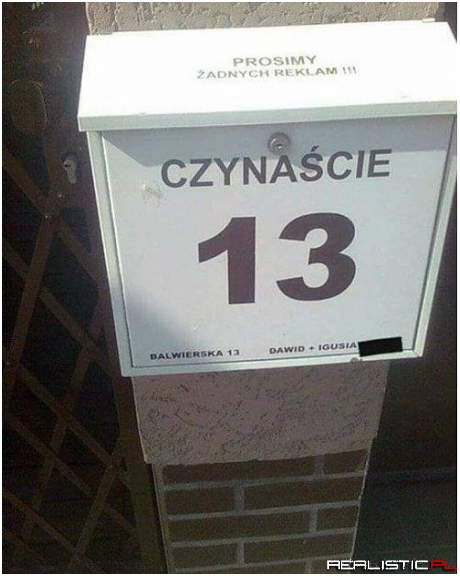 PROSIMY
ŻADNYCH REKLAM !!!
CZYNAŚCIE
13
BALWIERSKA 13 DAWID + IGUSIA
REALISTIC.PL